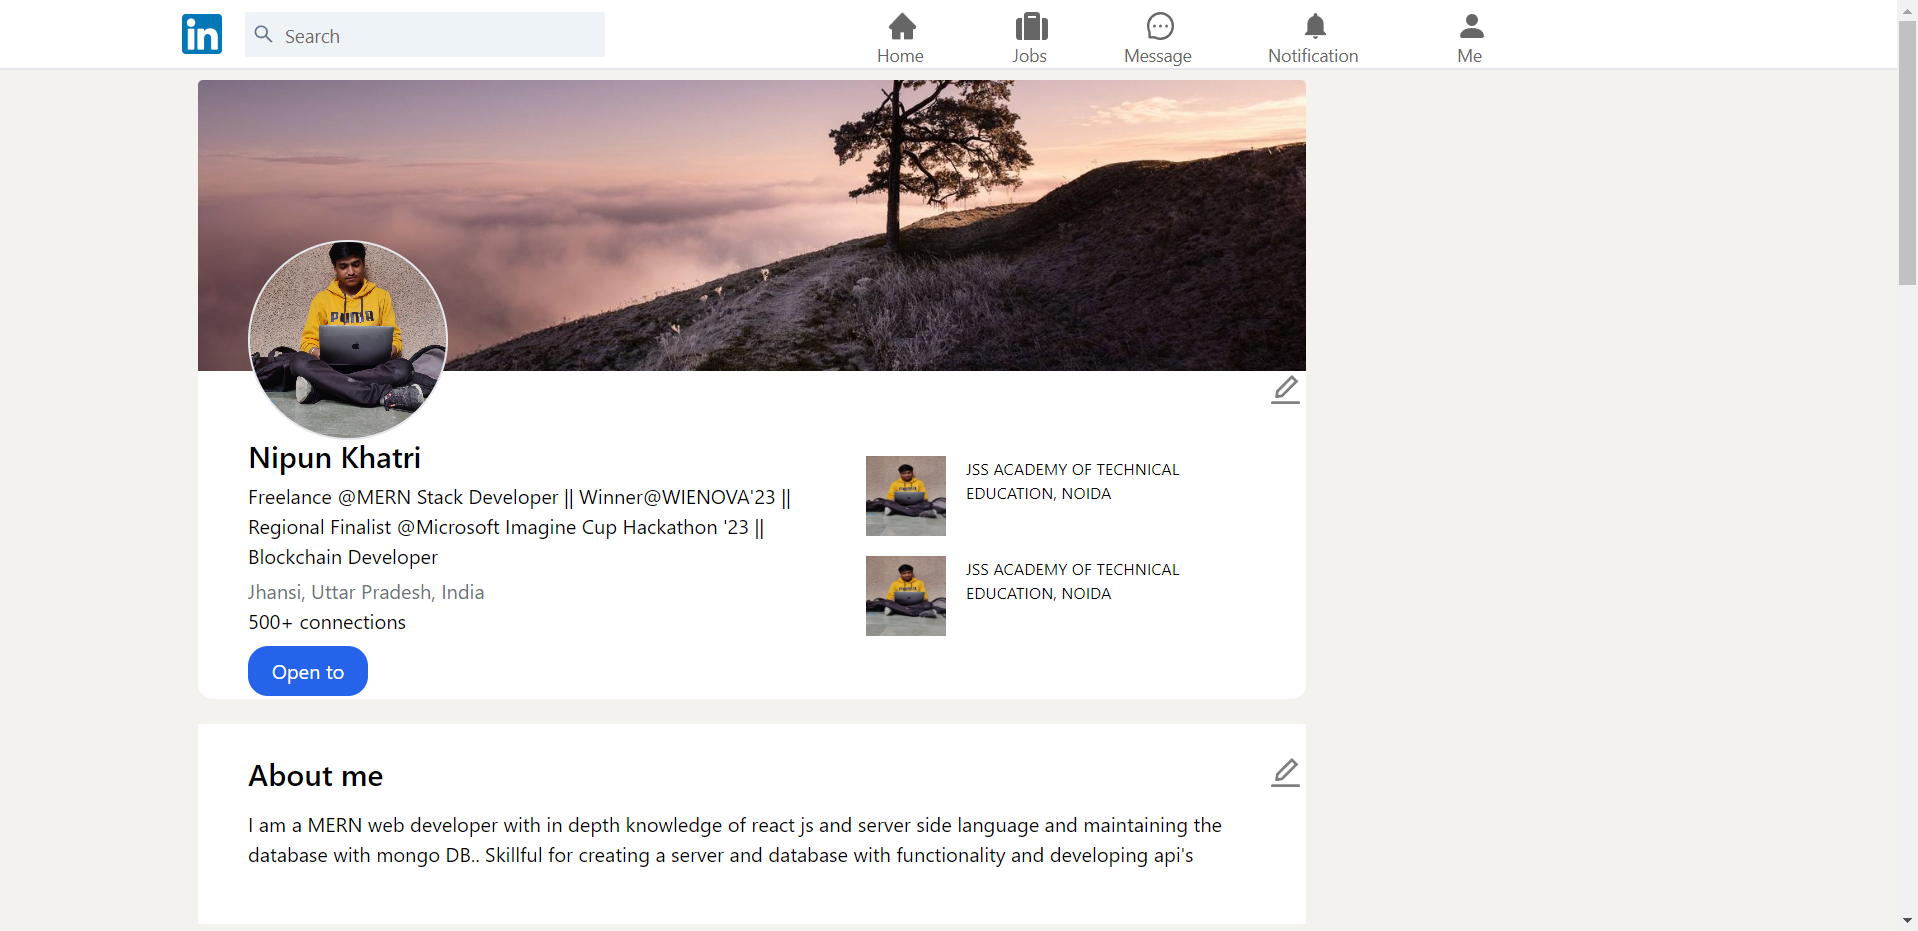 in
Search
Home
Jobs
Message
Notification
Me
PUMA
Nipun Khatri
Freelance @MERN Stack Developer || Winner@WIENOVA'23 ||
Regional Finalist @Microsoft Imagine Cup Hackathon '23 ||
Blockchain Developer
Jhansi, Uttar Pradesh, India
500+ connections
Open to
JSS ACADEMY OF TECHNICAL
EDUCATION, NOIDA
JSS ACADEMY OF TECHNICAL
EDUCATION, NOIDA
About me
I am a MERN web developer with in depth knowledge of react js and server side language and maintaining the
database with mongo DB.. Skillful for creating a server and database with functionality and developing api's